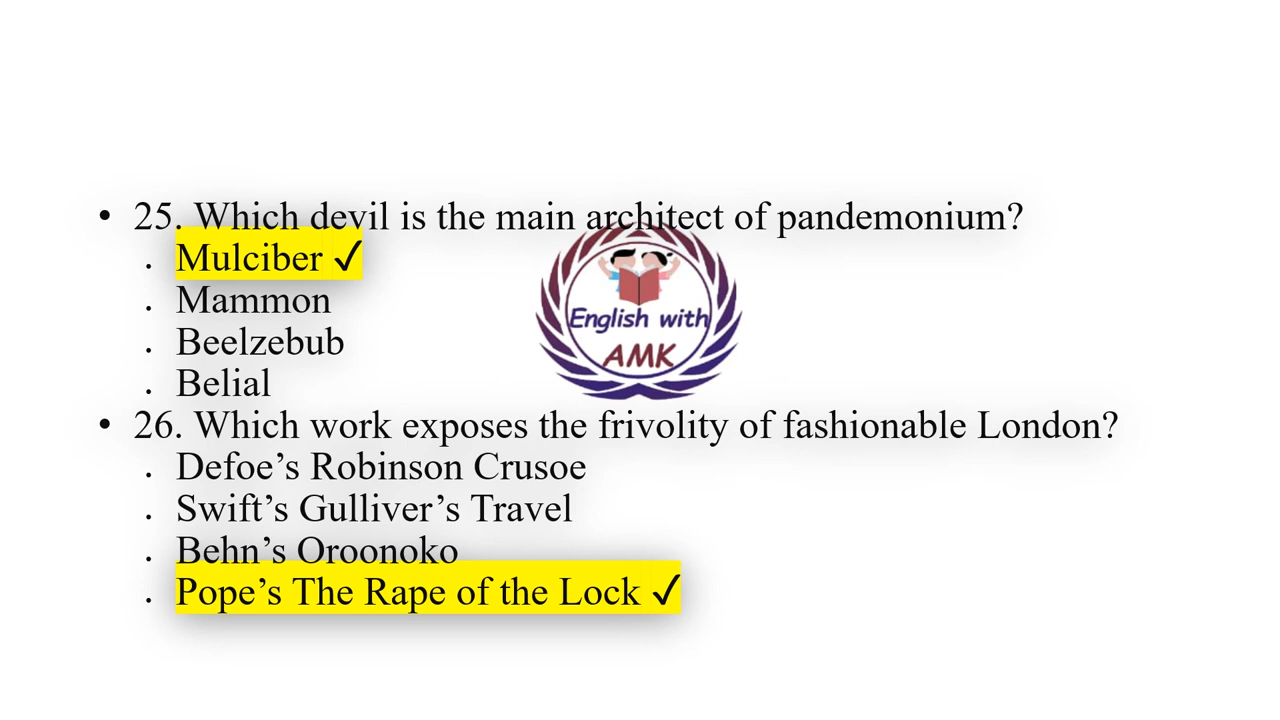 • 25. Which devil is the main architect of pandemonium?
• Mulciber ✓
• Mammon
• Beelzebub
• Belial
English with
AMK
• 26. Which work exposes the frivolity of fashionable London?
• Defoe’s Robinson Crusoe
• Swift’s Gulliver’s Travel
• Behn’s Oroonoko
• Pope’s The Rape of the Lock ✓